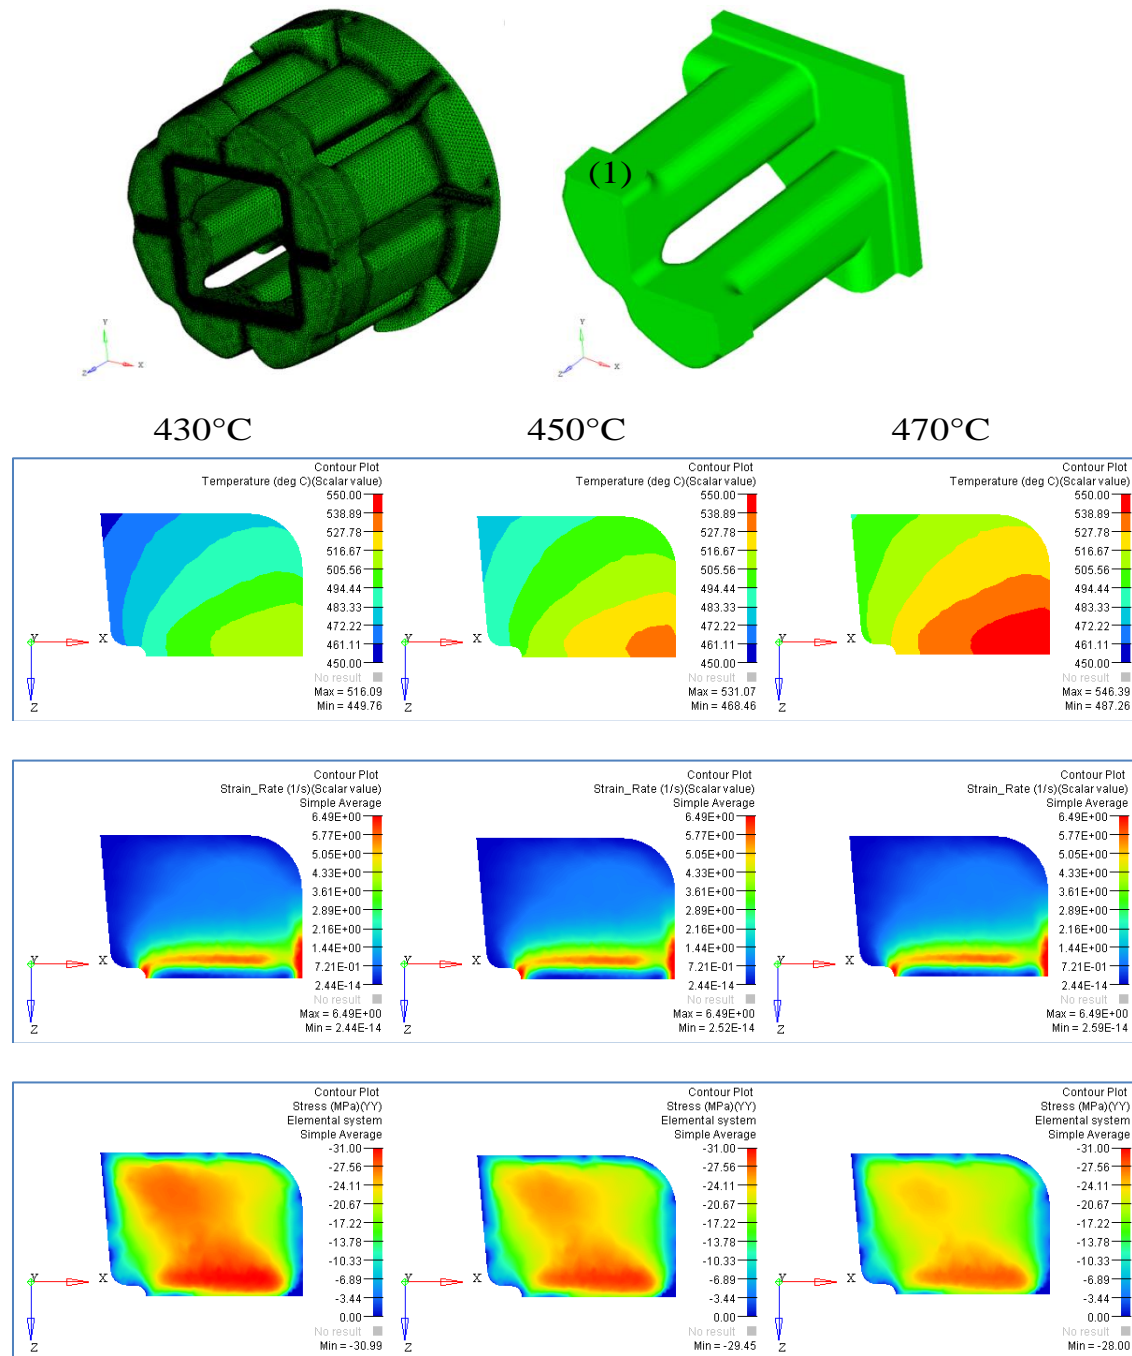 (1)
Y
X
Z
Y
X
Z
430°C
450°C
470°C
Contour Plot
Temperature (deg C)(Scalar value)
550.00
538.89
527.78
516.67
505.56
494.44
483.33
472.22
461.11
450.00
No result
Max = 516.09
Min = 449.76
Y
X
Z
Contour Plot
Temperature (deg C)(Scalar value)
550.00
538.89
527.78
516.67
505.56
494.44
483.33
472.22
461.11
450.00
No result
Max = 531.07
Min = 468.46
Y
X
Z
Contour Plot
Temperature (deg C)(Scalar value)
550.00
538.89
527.78
516.67
505.56
494.44
483.33
472.22
461.11
450.00
No result
Max = 546.39
Min = 487.26
Y
X
Z
Contour Plot
Strain_Rate (1/s)(Scalar value)
Simple Average
6.49E+00
5.77E+00
5.05E+00
4.33E+00
3.61E+00
2.89E+00
2.16E+00
1.44E+00
7.21E-01
2.44E-14
No result
Max = 6.49E+00
Min = 2.44E-14
Y
X
Z
Contour Plot
Strain_Rate (1/s)(Scalar value)
Simple Average
6.49E+00
5.77E+00
5.05E+00
4.33E+00
3.61E+00
2.89E+00
2.16E+00
1.44E+00
7.21E-01
2.44E-14
No result
Max = 6.49E+00
Min = 2.52E-14
Y
X
Z
Contour Plot
Strain_Rate (1/s)(Scalar value)
Simple Average
6.49E+00
5.77E+00
5.05E+00
4.33E+00
3.61E+00
2.89E+00
2.16E+00
1.44E+00
7.21E-01
2.44E-14
No result
Max = 6.49E+00
Min = 2.59E-14
Y
X
Z
Contour Plot
Stress (MPa)(YY)
Elemental system
Simple Average
-31.00
-27.56
-24.11
-20.67
-17.22
-13.78
-10.33
-6.89
-3.44
0.00
No result
Min = -30.99
Y
X
Z
Contour Plot
Stress (MPa)(YY)
Elemental system
Simple Average
-31.00
-27.56
-24.11
-20.67
-17.22
-13.78
-10.33
-6.89
-3.44
0.00
No result
Min = -29.45
Y
X
Z
Contour Plot
Stress (MPa)(YY)
Elemental system
Simple Average
-31.00
-27.56
-24.11
-20.67
-17.22
-13.78
-10.33
-6.89
-3.44
0.00
No result
Min = -28.00
Y
X
Z